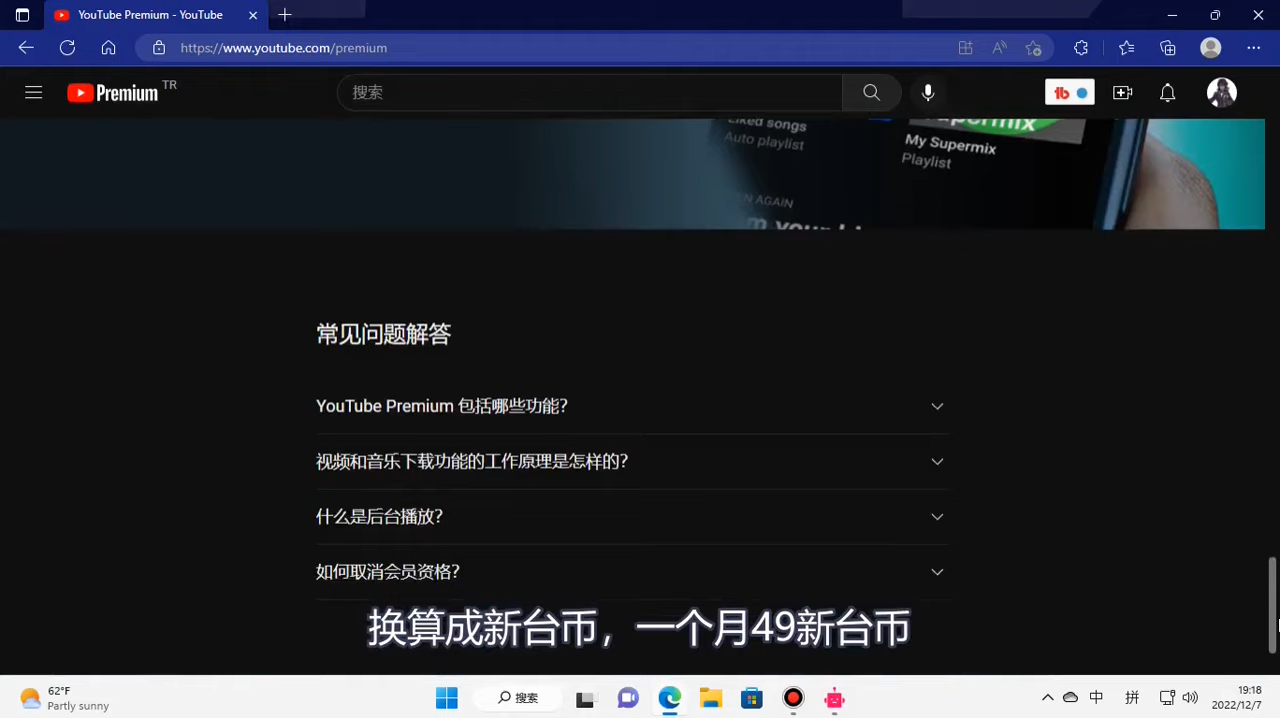 YouTube Premium - YouTube
https://www.youtube.com/premium
Premium TR
搜索
Liked songs
Auto playlist
My Supermix
Playlist
常见问题解答
YouTube Premium 包括哪些功能?
视频和音乐下载功能的工作原理是怎样的?
什么是后台播放?
如何取消会员资格?
换算成新台币，一个月49新台币
62°F
Partly sunny
搜索
中
拼
19:18
2022/12/7